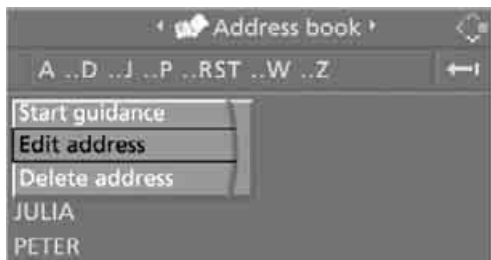 Address book
A ..D ..J ..P ..RST ..W ..Z
Start guidance
Edit address
Delete address
JULIA
PETER